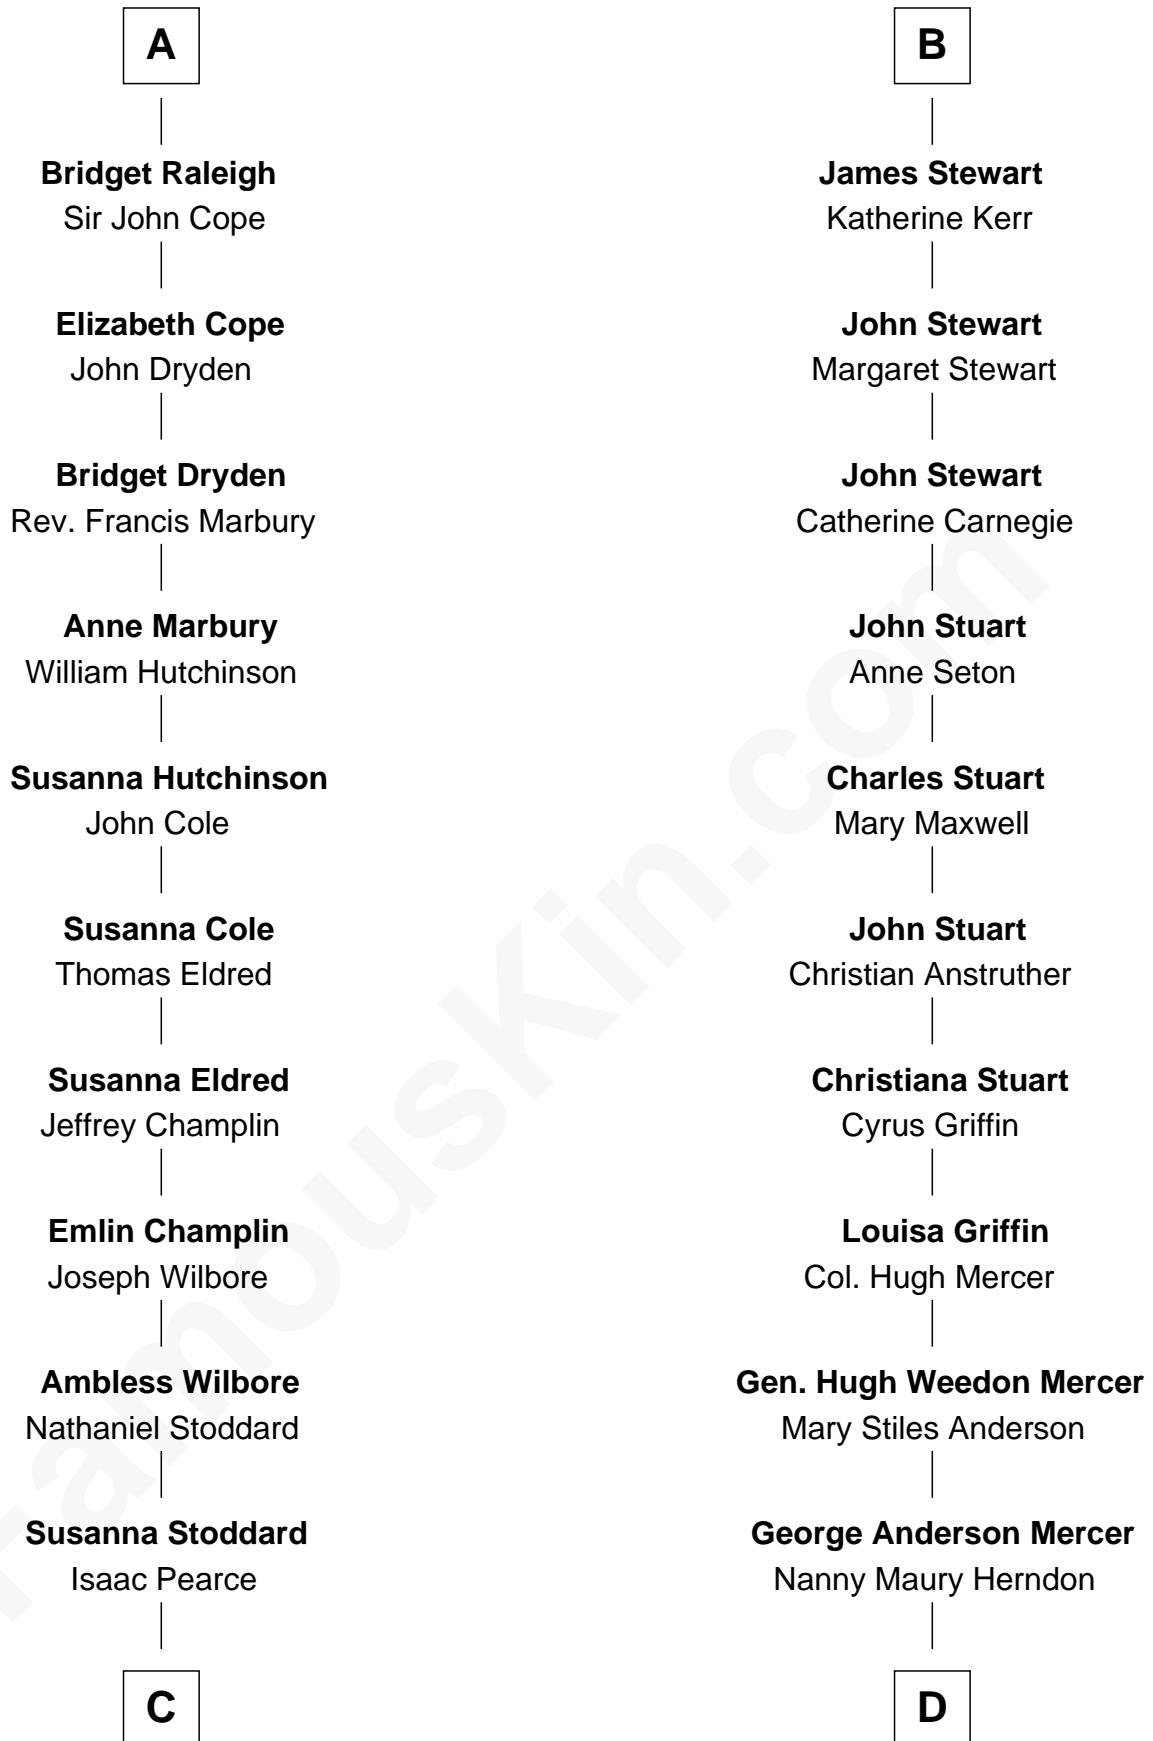 A
Bridget Raleigh
Sir John Cope
Elizabeth Cope
John Dryden
Bridget Dryden
Rev. Francis Marbury
Anne Marbury
William Hutchinson
Susanna Hutchinson
John Cole
Susanna Cole
Thomas Eldred
Susanna Eldred
Jeffrey Champlin
Emlin Champlin
Joseph Wilbore
Ambless Wilbore
Nathaniel Stoddard
Susanna Stoddard
Isaac Pearce
C
B
James Stewart
Katherine Kerr
John Stewart
Margaret Stewart
John Stewart
Catherine Carnegie
John Stuart
Anne Seton
Charles Stuart
Mary Maxwell
John Stuart
Christian Anstruther
Christiana Stuart
Cyrus Griffin
Louisa Griffin
Col. Hugh Mercer
Gen. Hugh Weedon Mercer
Mary Stiles Anderson
George Anderson Mercer
Nanny Maury Herndon
D
FamousKin.com